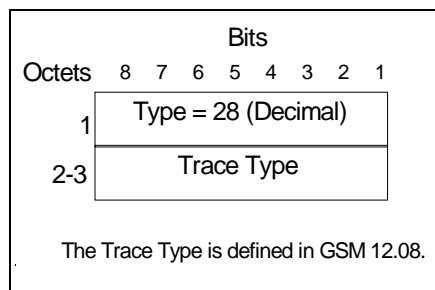 Bits
Octets 8 7 6 5 4 3 2 1
1 Type = 28 (Decimal)
2-3 Trace Type
The Trace Type is defined in GSM 12.08.
.